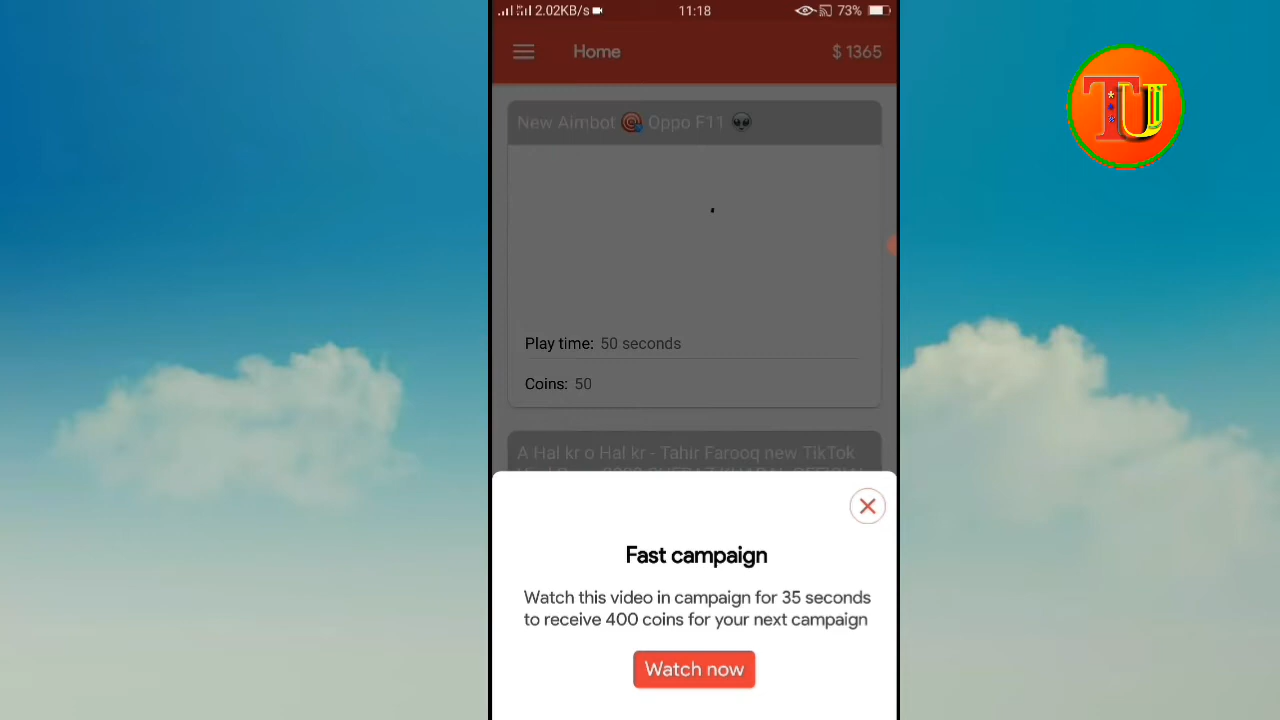 2.02KB/s 11:18 73%
Home $ 1365
New Aimbot 🎯 Oppo F11 👽
Play time: 50 seconds
Coins: 50
A Hal kr o Hal kr - Tahir Farooq new TikTok
Fast campaign
Watch this video in campaign for 35 seconds
to receive 400 coins for your next campaign
Watch now
TU